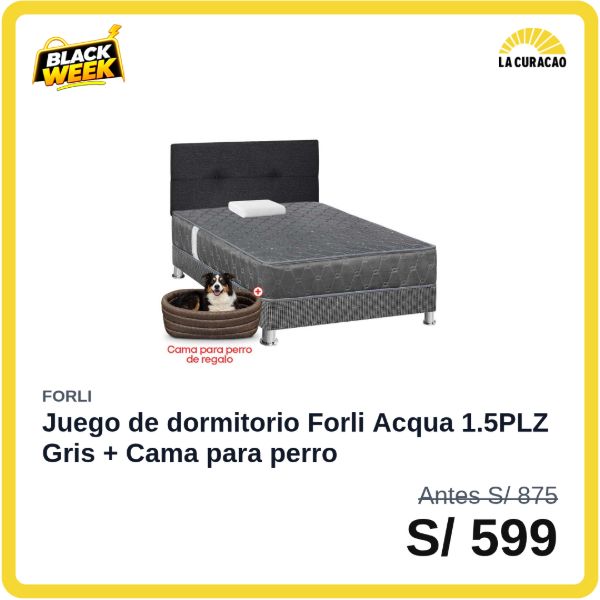 BLACK
WEEK
LA CURACAO
+
Cama para perro
de regalo
FORLI
Juego de dormitorio Forli Acqua 1.5PLZ
Gris + Cama para perro
Antes S/ 875
S/ 599